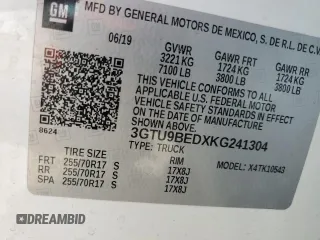 GM
MFD BY GENERAL MOTORS DE MEXICO, S. DE R.L. DE C.V.
06/19
GVWR GAWR FRT GAWR RR
3221 KG 1724 KG 1724 KG
7100 LB 3800 LB 3800 LB
THIS VEHICLE CONFORMS TO ALL
APPLICABLE U.S. FEDERAL MOTOR
VEHICLE SAFETY
STANDARDS IN EFFECT ON THE DATE OF
MANUFACTURE SHOWN ABOVE.
8624
3GTU9BEDXKG241304
TYPE: TRUCK
MODEL: X4TK10543
TIRE SIZE RIM
FRT 255/70R17 S 17X8J
RR 255/70R17 S 17X8J
SP 255/70R17 S 17X8J
DREAMBID